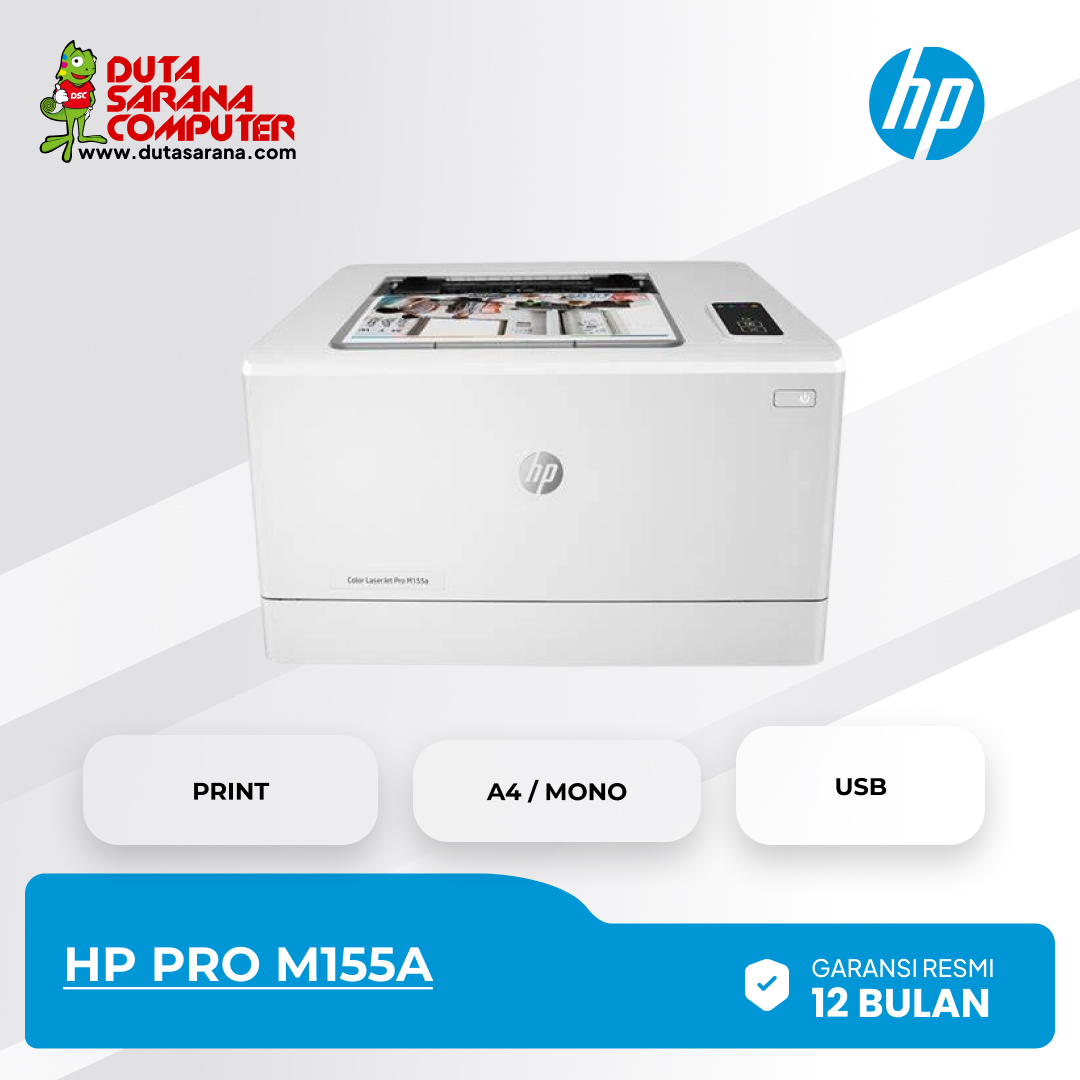 DSC
DUTA
SARANA
COMPUTER
www.dutasarana.com
hp
hp
Color LaserJet Pro M155a
PRINT
A4 / MONO
USB
HP PRO M155A
GARANSI RESMI
12 BULAN